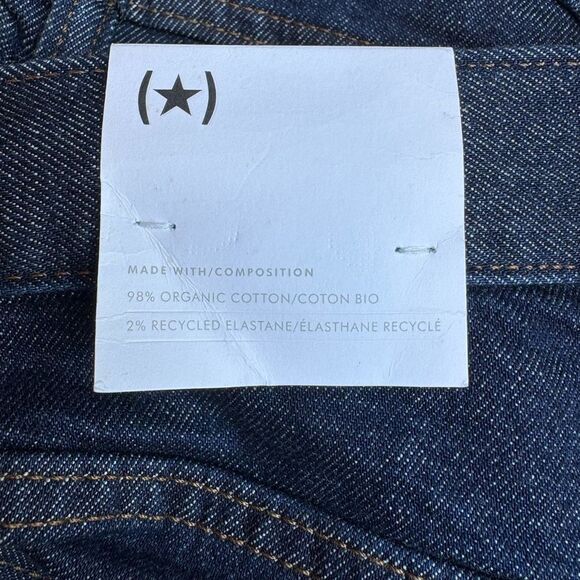 (★)
MADE WITH/COMPOSITION
98% ORGANIC COTTON/COTON BIO
2% RECYCLED ELASTANE/ÉLASTHANE RECYCLÉ